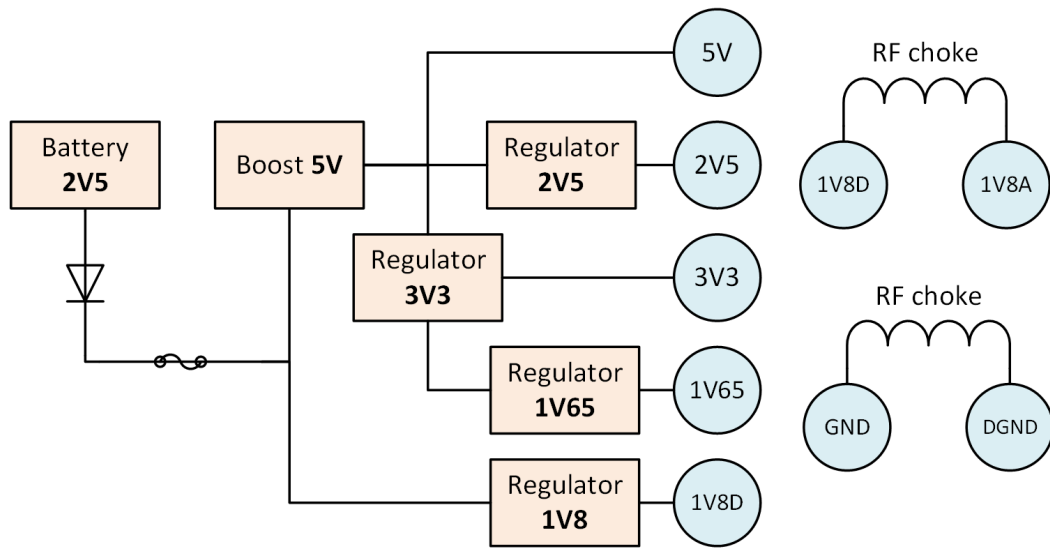 5V
RF choke
Battery
2V5
Boost 5V
Regulator
2V5
2V5
1V8D
1V8A
Regulator
3V3
3V3
RF choke
Regulator
1V65
1V65
GND
DGND
Regulator
1V8
1V8D